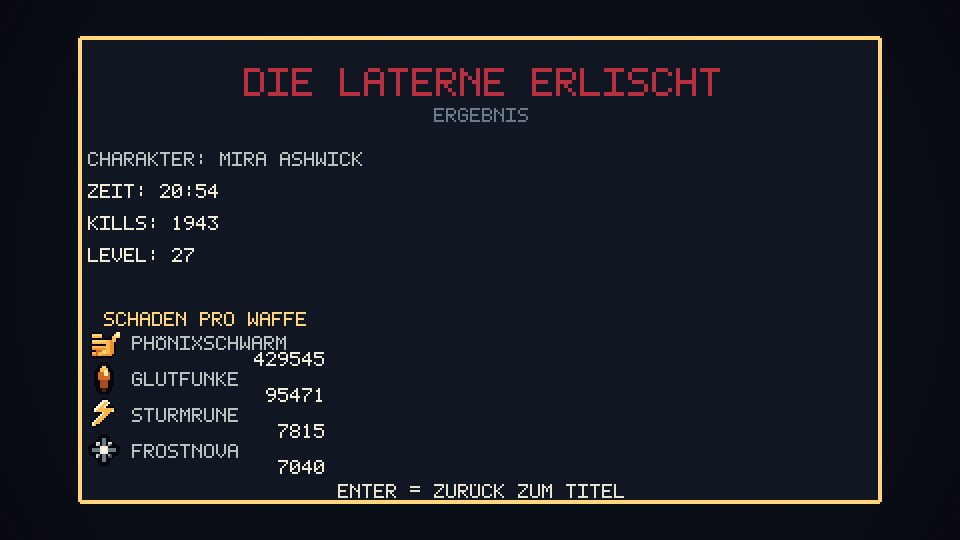 DIE LATERNE ERLISCHT
ERGEBNIS
CHARAKTER: MIRA ASHWICK
ZEIT: 20:54
KILLS: 1943
LEVEL: 27
SCHADEN PRO WAFFE
PHÖNIXSCHWARM
429545
GLUTFUNKE
95471
STURMRUNE
7815
FROSTNOVA
7040
ENTER = ZURÜCK ZUM TITEL